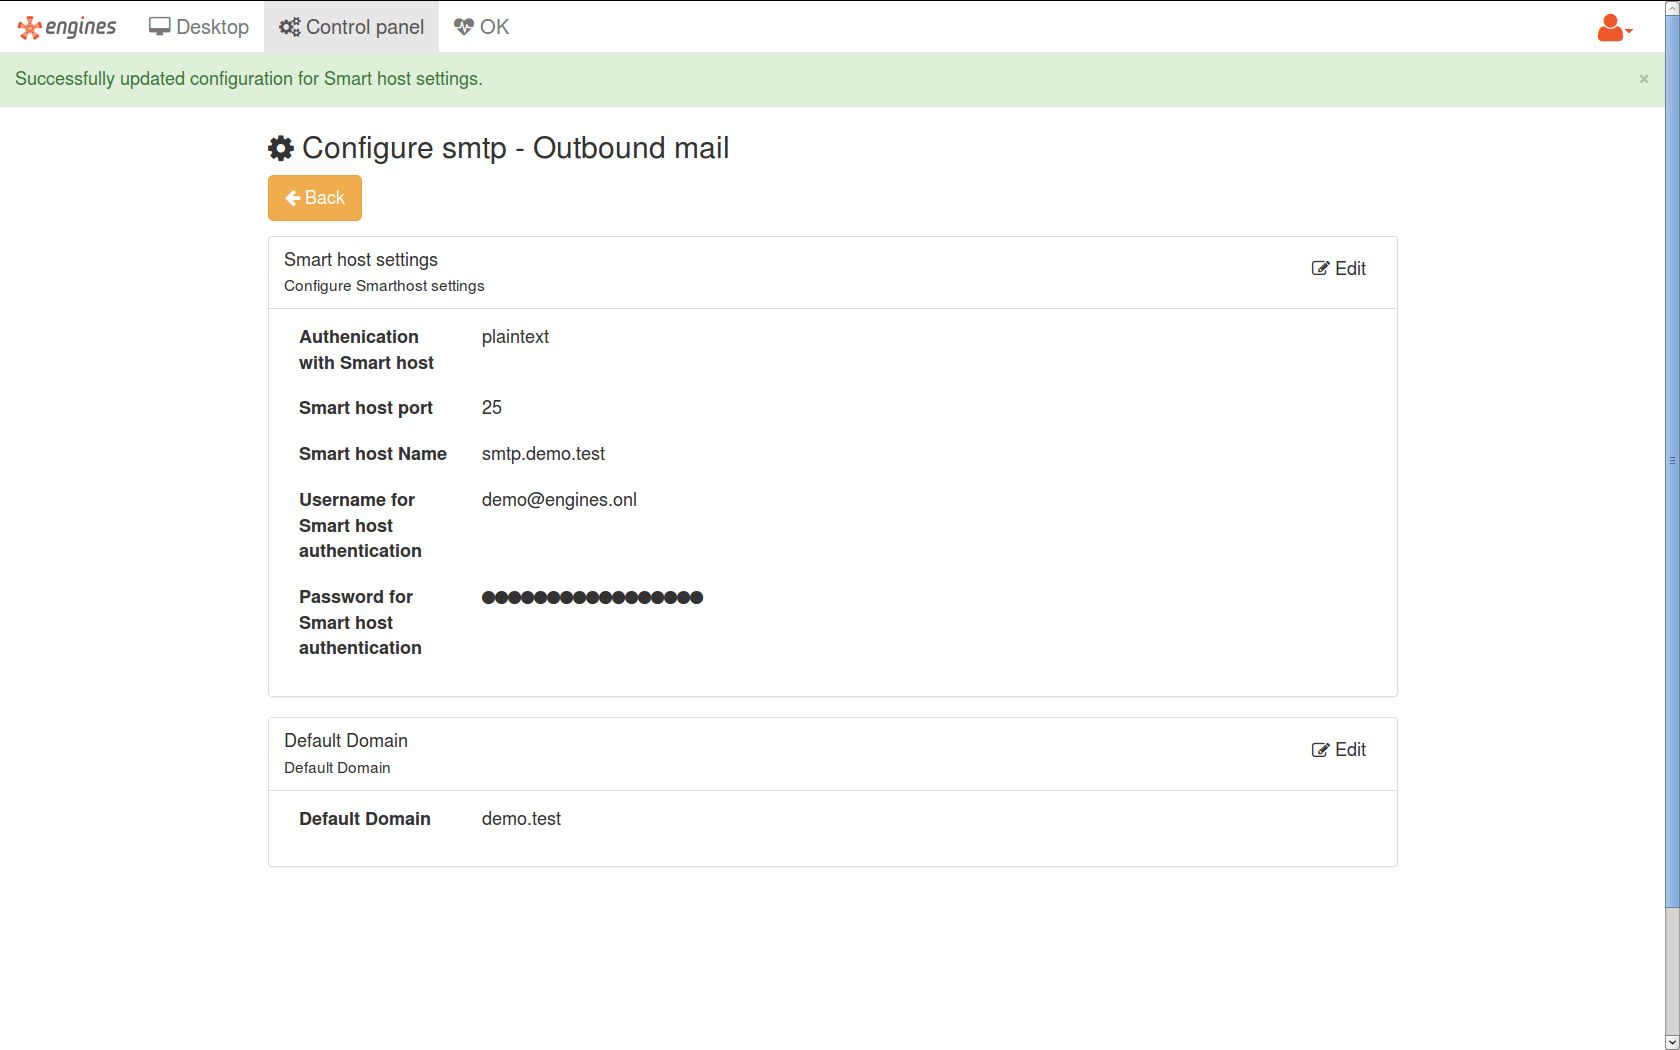 engines Desktop Control panel OK
Successfully updated configuration for Smart host settings. ×
Configure smtp - Outbound mail
Back
Smart host settings
Edit
Configure Smarthost settings
Authenication plaintext
with Smart host
Smart host port 25
Smart host Name smtp.demo.test
Username for demo@engines.onl
Smart host
authentication
Password for ●●●●●●●●●●●●●●●●●
Smart host
authentication
Default Domain
Edit
Default Domain
Default Domain demo.test